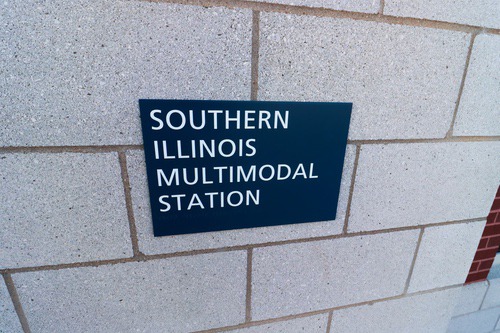 SOUTHERN
ILLINOIS
MULTIMODAL
STATION